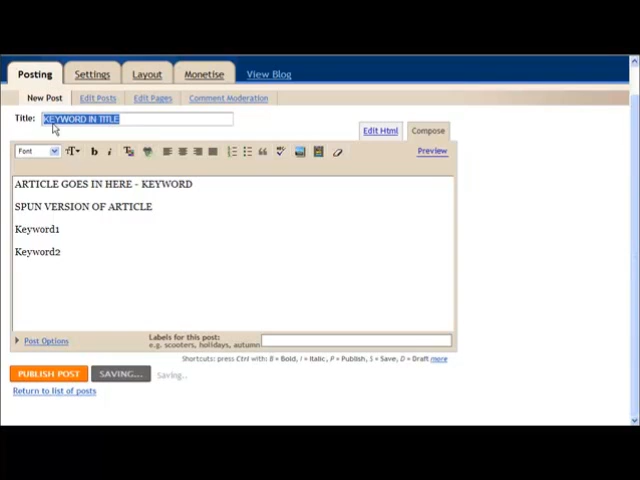 Posting Settings Layout Monetise View Blog
New Post Edit Posts Edit Pages Comment Moderation
Title: KEYWORD IN TITLE
Edit Html Compose
Font Preview
ARTICLE GOES IN HERE - KEYWORD
SPUN VERSION OF ARTICLE
Keyword1
Keyword2
Post Options Labels for this post:
e.g. scooters, holidays, autumn
Shortcuts: press Ctrl with: B = Bold, I = Italic, P = Publish, S = Save, D = Draft more
PUBLISH POST SAVING... Saving..
Return to list of posts